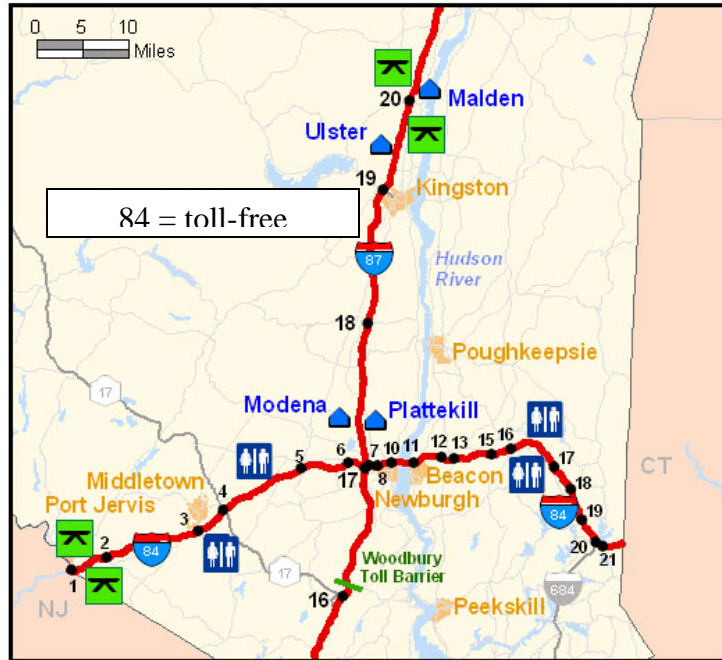 0 5 10
Miles
20
Malden
Ulster
19
Kingston
84 = toll-free
87
Hudson
River
18
Poughkeepsie
17
Modena
Plattekill
5
6
7
8
10
11
12
13
15
16
17
Beacon
Newburgh
17
18
19
20
21
84
CT
Middletown
Port Jervis
4
3
2
1
84
NJ
17
Woodbury
Toll Barrier
16
684
Peekskill